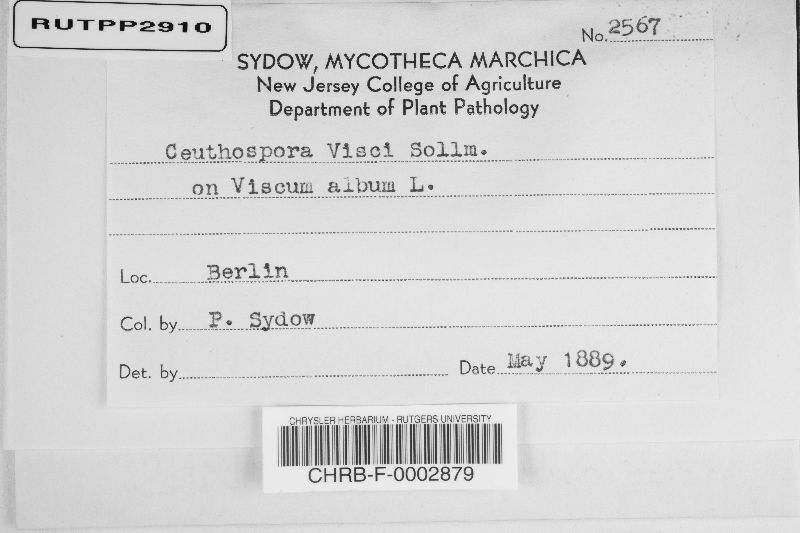 RUTPP2910
No. 2567
SYDOW, MYCOTHECA MARCHICA
New Jersey College of Agriculture
Department of Plant Pathology
Ceuthospora Visci Sollm.
on Viscum album L.
Loc. Berlin
Col. by P. Sydow
Det. by Date May 1889.
CHRYSLER HERBARIUM - RUTGERS UNIVERSITY
CHRB-F-0002879